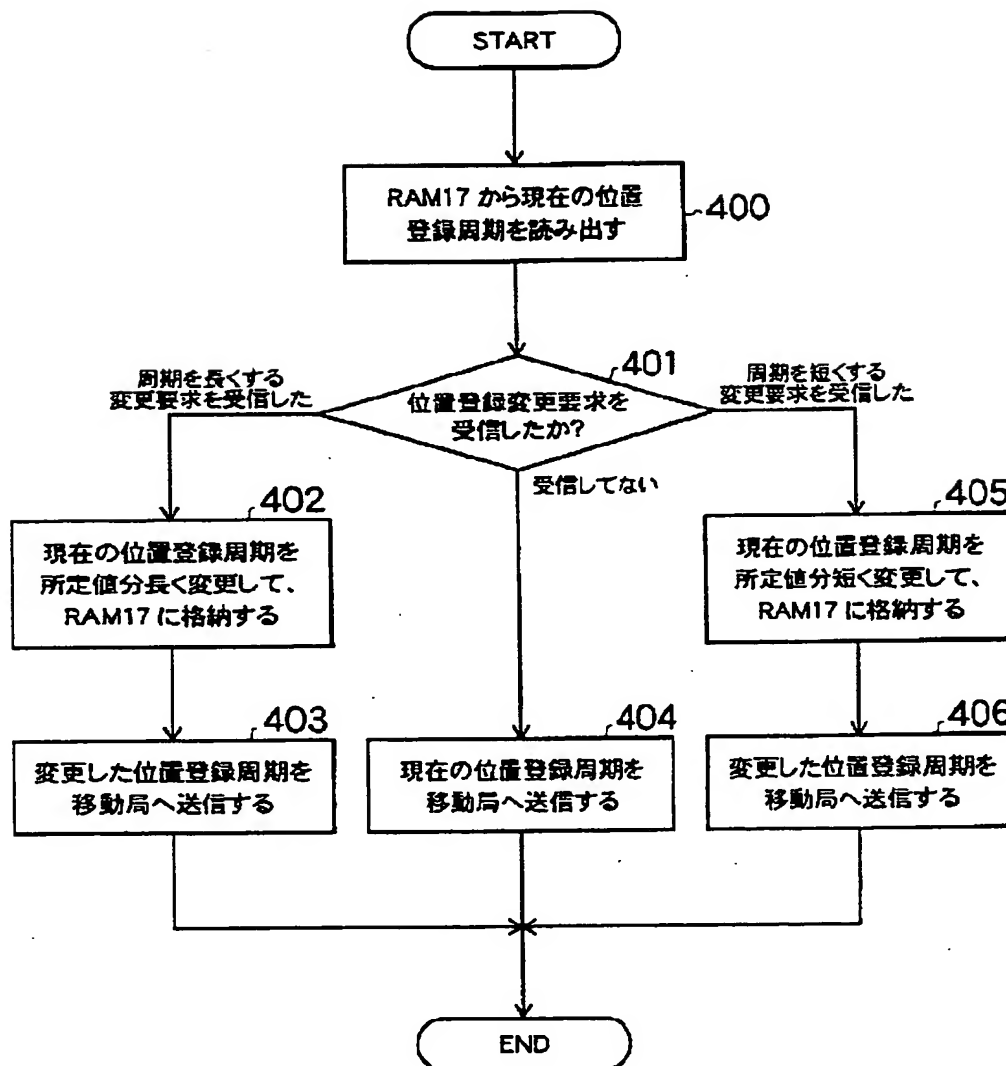 START
RAM17 から現在の位置
登録周期を読み出す
400
401
周期を長くする
変更要求を受信した
位置登録変更要求を
受信したか?
周期を短くする
変更要求を受信した
受信してない
402
現在の位置登録周期を
所定値分長く変更して、
RAM17 に格納する
405
現在の位置登録周期を
所定値分短く変更して、
RAM17 に格納する
403
変更した位置登録周期を
移動局へ送信する
404
現在の位置登録周期を
移動局へ送信する
406
変更した位置登録周期を
移動局へ送信する
END